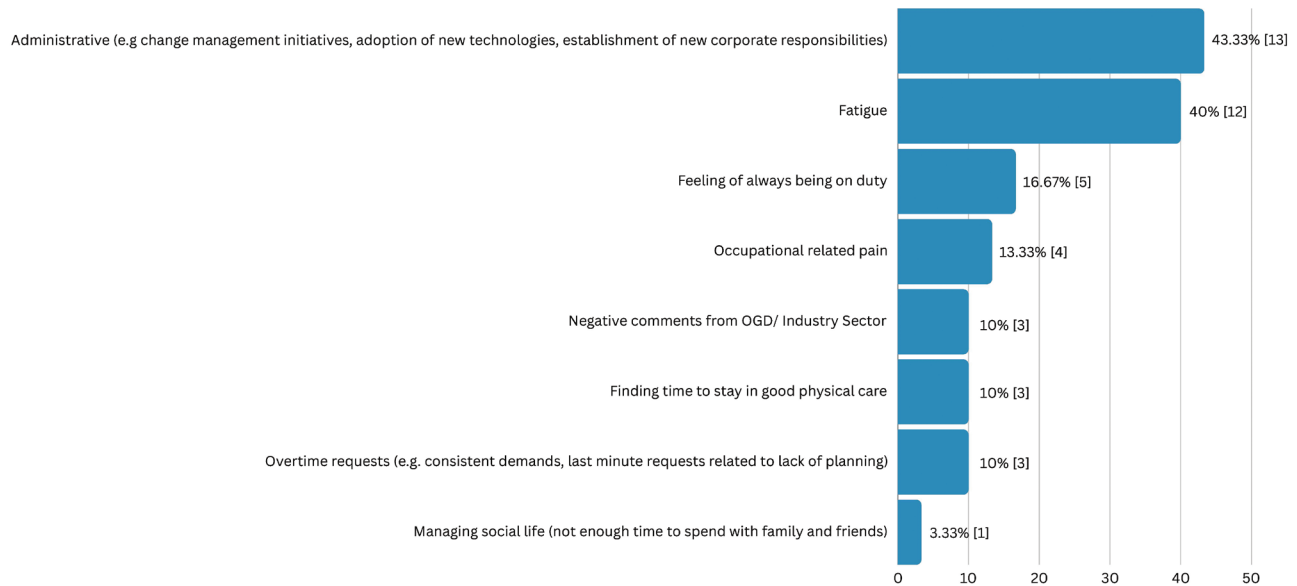 Administrative (e.g change management initiatives, adoption of new technologies, establishment of new corporate responsibilities)
43.33% [13]
Fatigue
40% [12]
Feeling of always being on duty
16.67% [5]
Occupational related pain
13.33% [4]
Negative comments from OGD/ Industry Sector
10% [3]
Finding time to stay in good physical care
10% [3]
Overtime requests (e.g. consistent demands, last minute requests related to lack of planning)
10% [3]
Managing social life (not enough time to spend with family and friends)
3.33% [1]
0 10 20 30 40 50